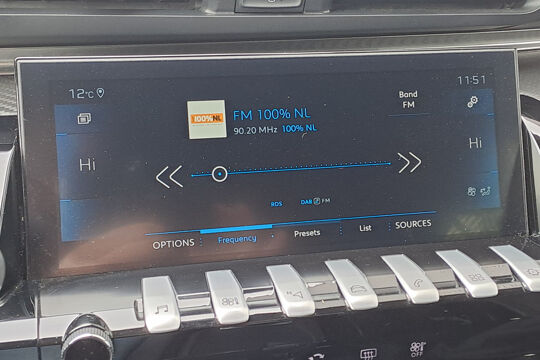 12°C
11:51
100%NL
FM 100% NL
90.20 MHz 100% NL
Band
FM
Hi
Hi
RDS
DAB FM
OPTIONS
Frequency
Presets
List
SOURCES
OFF